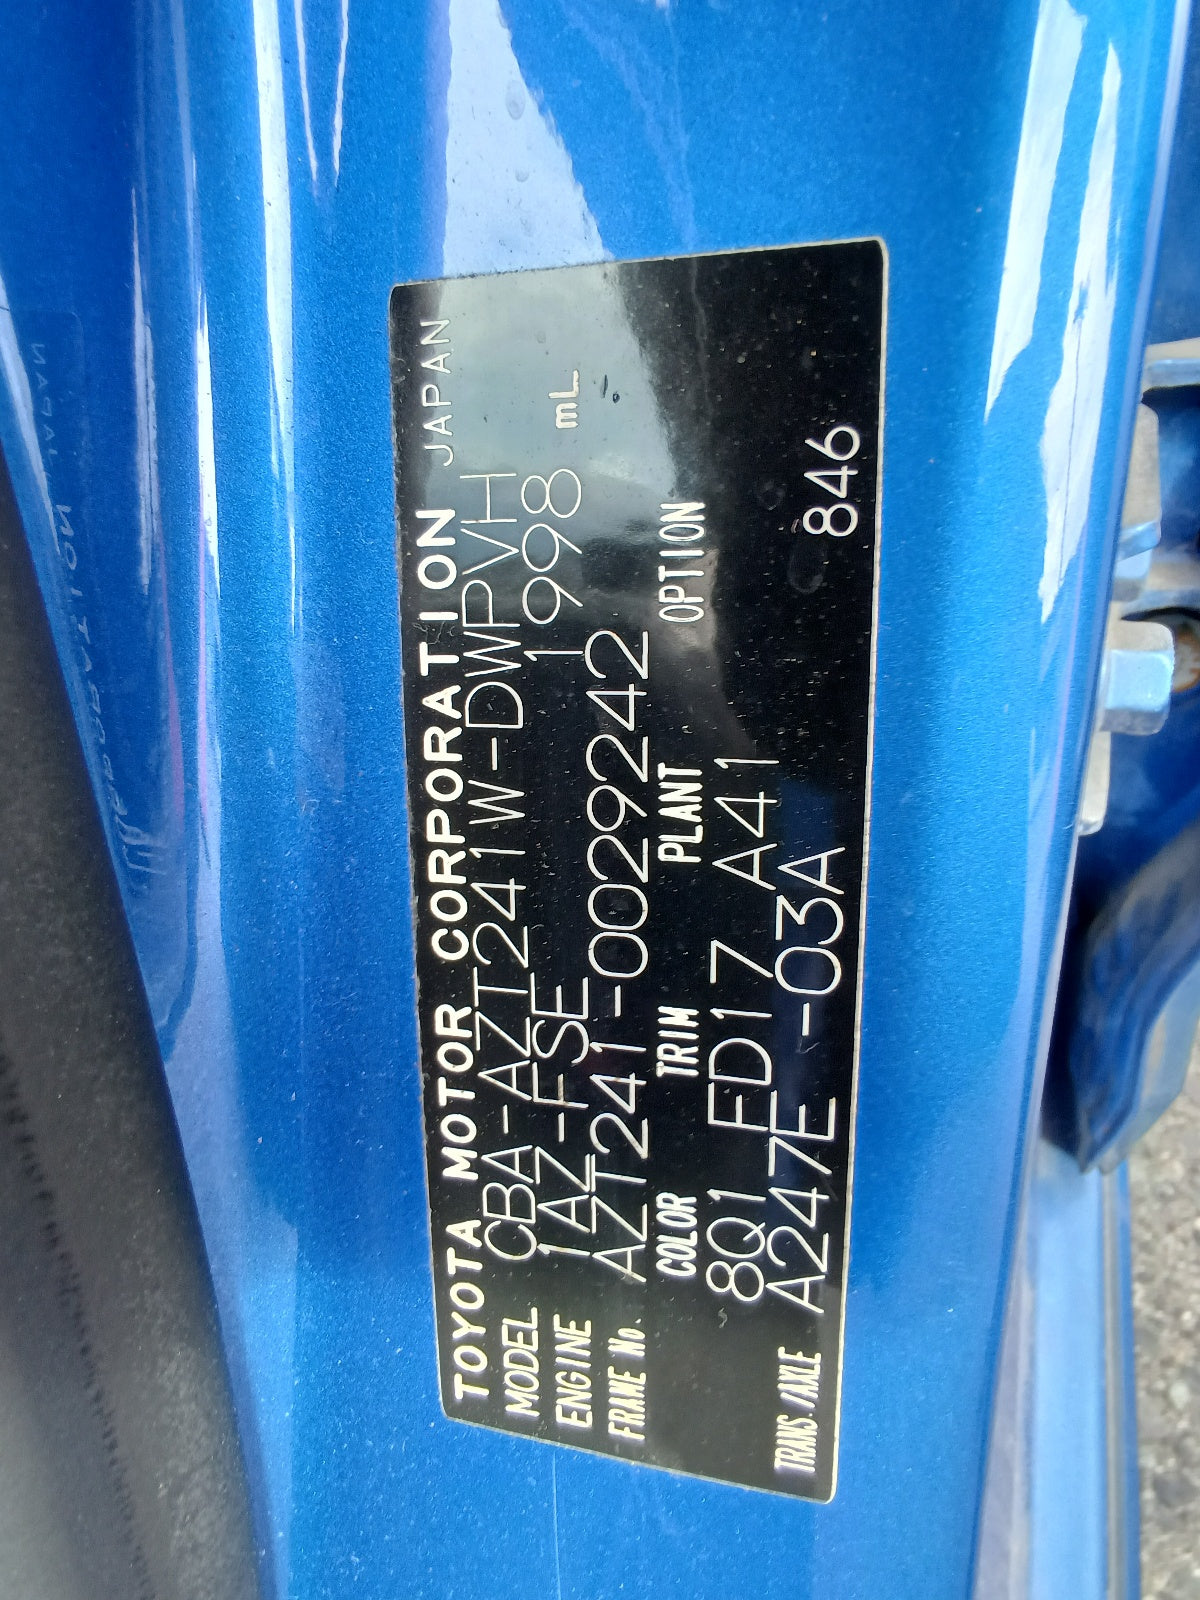 TOYOTA MOTOR CORPORATION JAPAN
MODEL CBA-AZT241W-DWPVH
ENGINE 1AZ-FSE 1998 mL
FRAME No. AZT241-0029242
COLOR TRIM PLANT OPTION
8Q1 FD17 A41
TRANS/AXLE A247E -03A 846